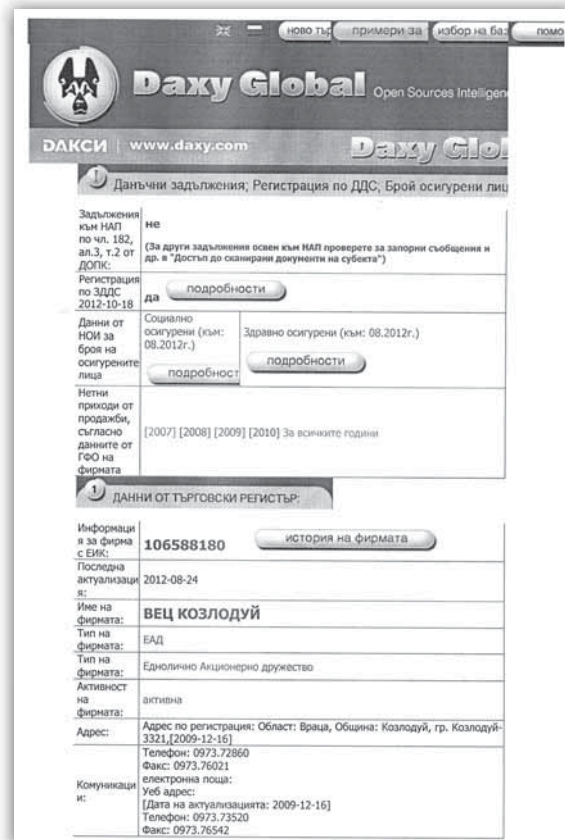 ново тър
примери за
избор на баз
помо
Daxy Global Open Sources Intelligen
DАКСИ | www.daxy.com
Daxy Glo
! Данъчни задължения; Регистрация по ДДС; Брой осигурени лиц
Задължения
към НАП
по чл. 182,
ал.3, т.2 от
ДОПК:
не
(За други задължения освен към НАП проверете за запорни съобщения и
др. в "Достъп до сканирани документи на субекта")
Регистрация
по ЗДДС
2012-10-18
да подробности
Данни от
НОИ за
броя на
осигурените
лица
Социално
осигурени (към:
08.2012г.)
подробност
Здравно осигурени (към: 08.2012г.)
подробности
Нетни
приходи от
продажби,
съгласно
данните от
ГФО на
фирмата
[2007] [2008] [2009] [2010] За всичките години
1 ДАННИ ОТ ТЪРГОВСКИ РЕГИСТЪР:
Информаци
я за фирма
с ЕИК:
106588180 история на фирмата
Последна
актуализаци
я:
2012-08-24
Име на
фирмата:
ВЕЦ КОЗЛОДУЙ
Тип на
фирмата:
ЕАД
Тип на
фирмата:
Еднолично Акционерно дружество
Активност
на
фирмата:
активна
Адрес:
Адрес по регистрация: Област: Враца, Община: Козлодуй, гр. Козлодуй-
3321,[2009-12-16]
Комуникаци
и:
Телефон: 0973.72860
Факс: 0973.76021
електронна поща:
Уеб адрес:
[Дата на актуализацията: 2009-12-16]
Телефон: 0973.73520
Факс: 0973.76542